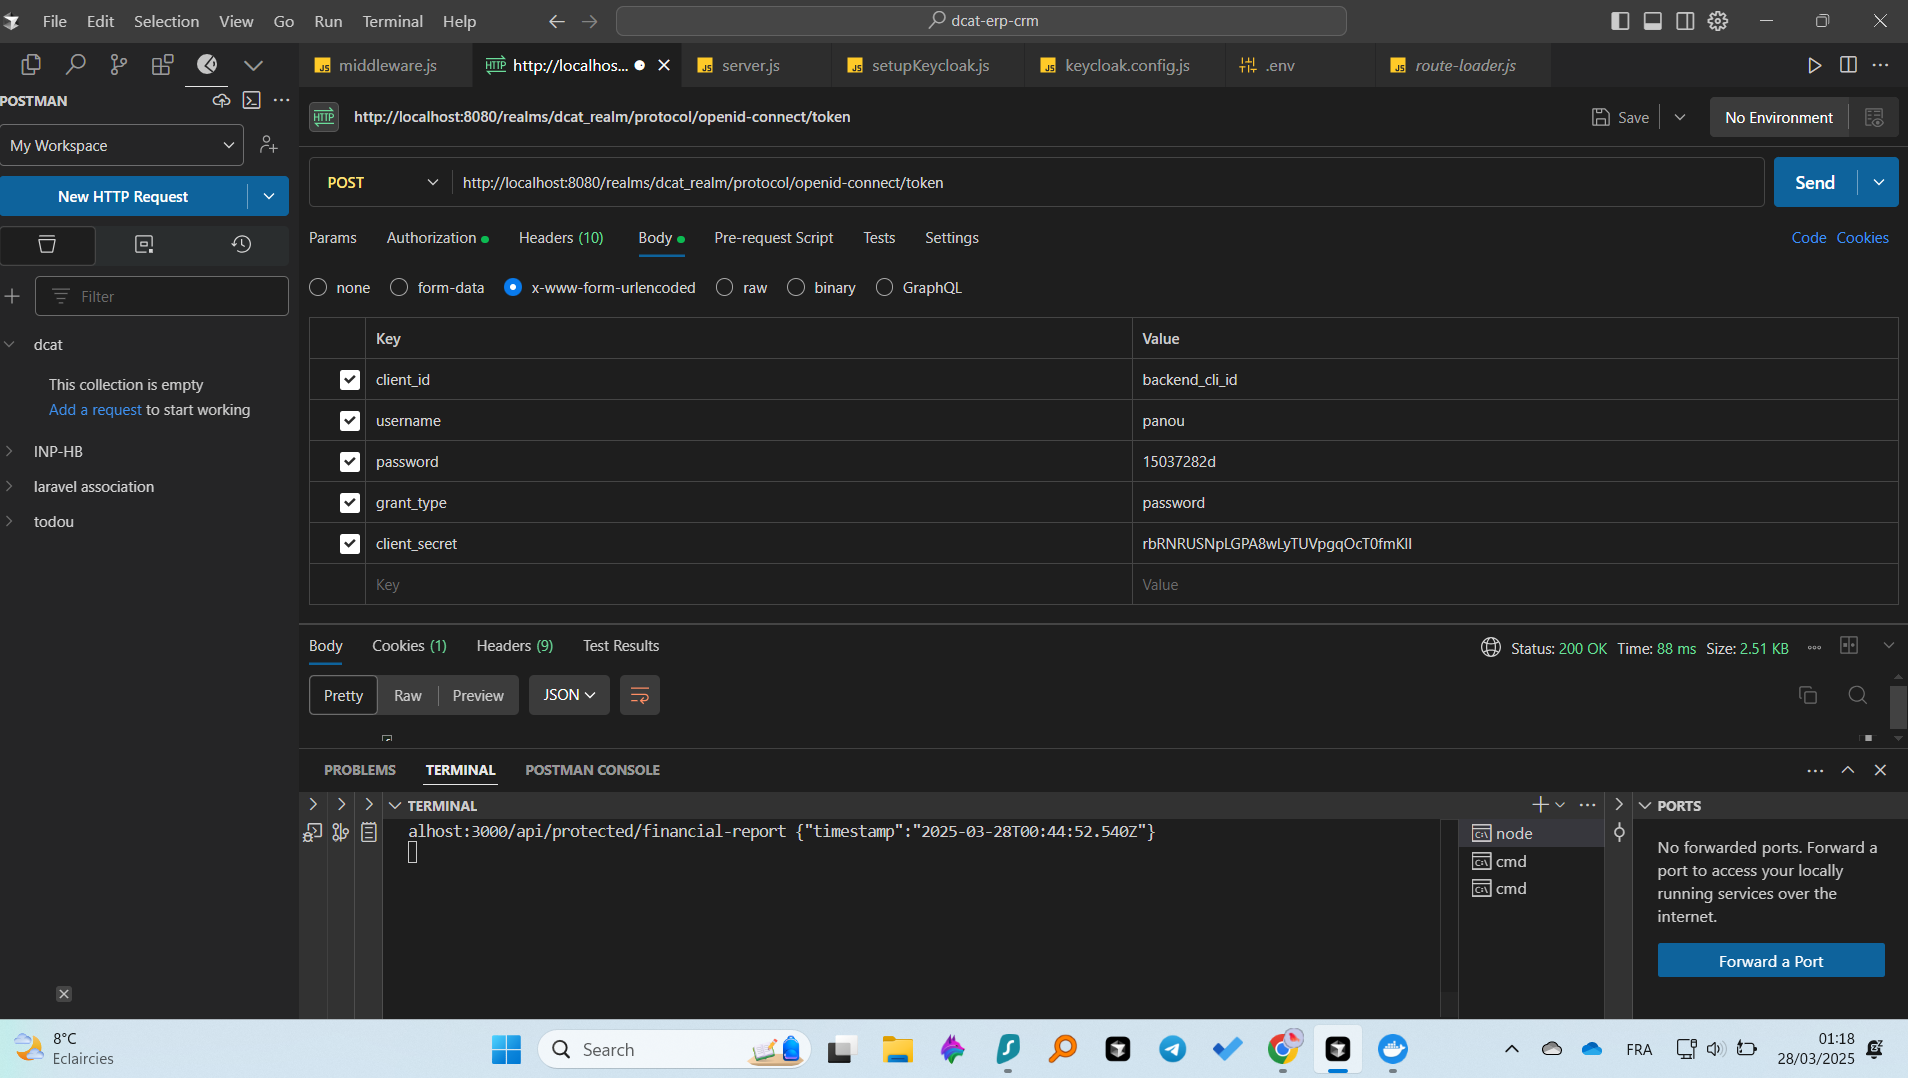 File Edit Selection View Go Run Terminal Help
dcat-erp-crm
middleware.js
http://localhos...
server.js
setupKeycloak.js
keycloak.config.js
.env
route-loader.js
POSTMAN
HTTP
http://localhost:8080/realms/dcat_realm/protocol/openid-connect/token
Save
No Environment
My Workspace
POST
http://localhost:8080/realms/dcat_realm/protocol/openid-connect/token
Send
New HTTP Request
Params
Authorization
Headers (10)
Body
Pre-request Script
Tests
Settings
Code
Cookies
none
form-data
x-www-form-urlencoded
raw
binary
GraphQL
Filter
Key Value
client_id backend_cli_id
username panou
password 15037282d
grant_type password
client_secret rbRNRUSNpLGPA8wLyTUVpgqOcT0fmKII
Key Value
dcat
This collection is empty
Add a request to start working
INP-HB
laravel association
todou
Body
Cookies (1)
Headers (9)
Test Results
Status: 200 OK Time: 88 ms Size: 2.51 KB
Pretty
Raw
Preview
JSON
PROBLEMS
TERMINAL
POSTMAN CONSOLE
TERMINAL
alhost:3000/api/protected/financial-report {"timestamp":"2025-03-28T00:44:52.540Z"}
node
cmd
cmd
PORTS
No forwarded ports. Forward a
port to access your locally
running services over the
internet.
Forward a Port
8°C
Eclaircies
Search
FRA
01:18
28/03/2025